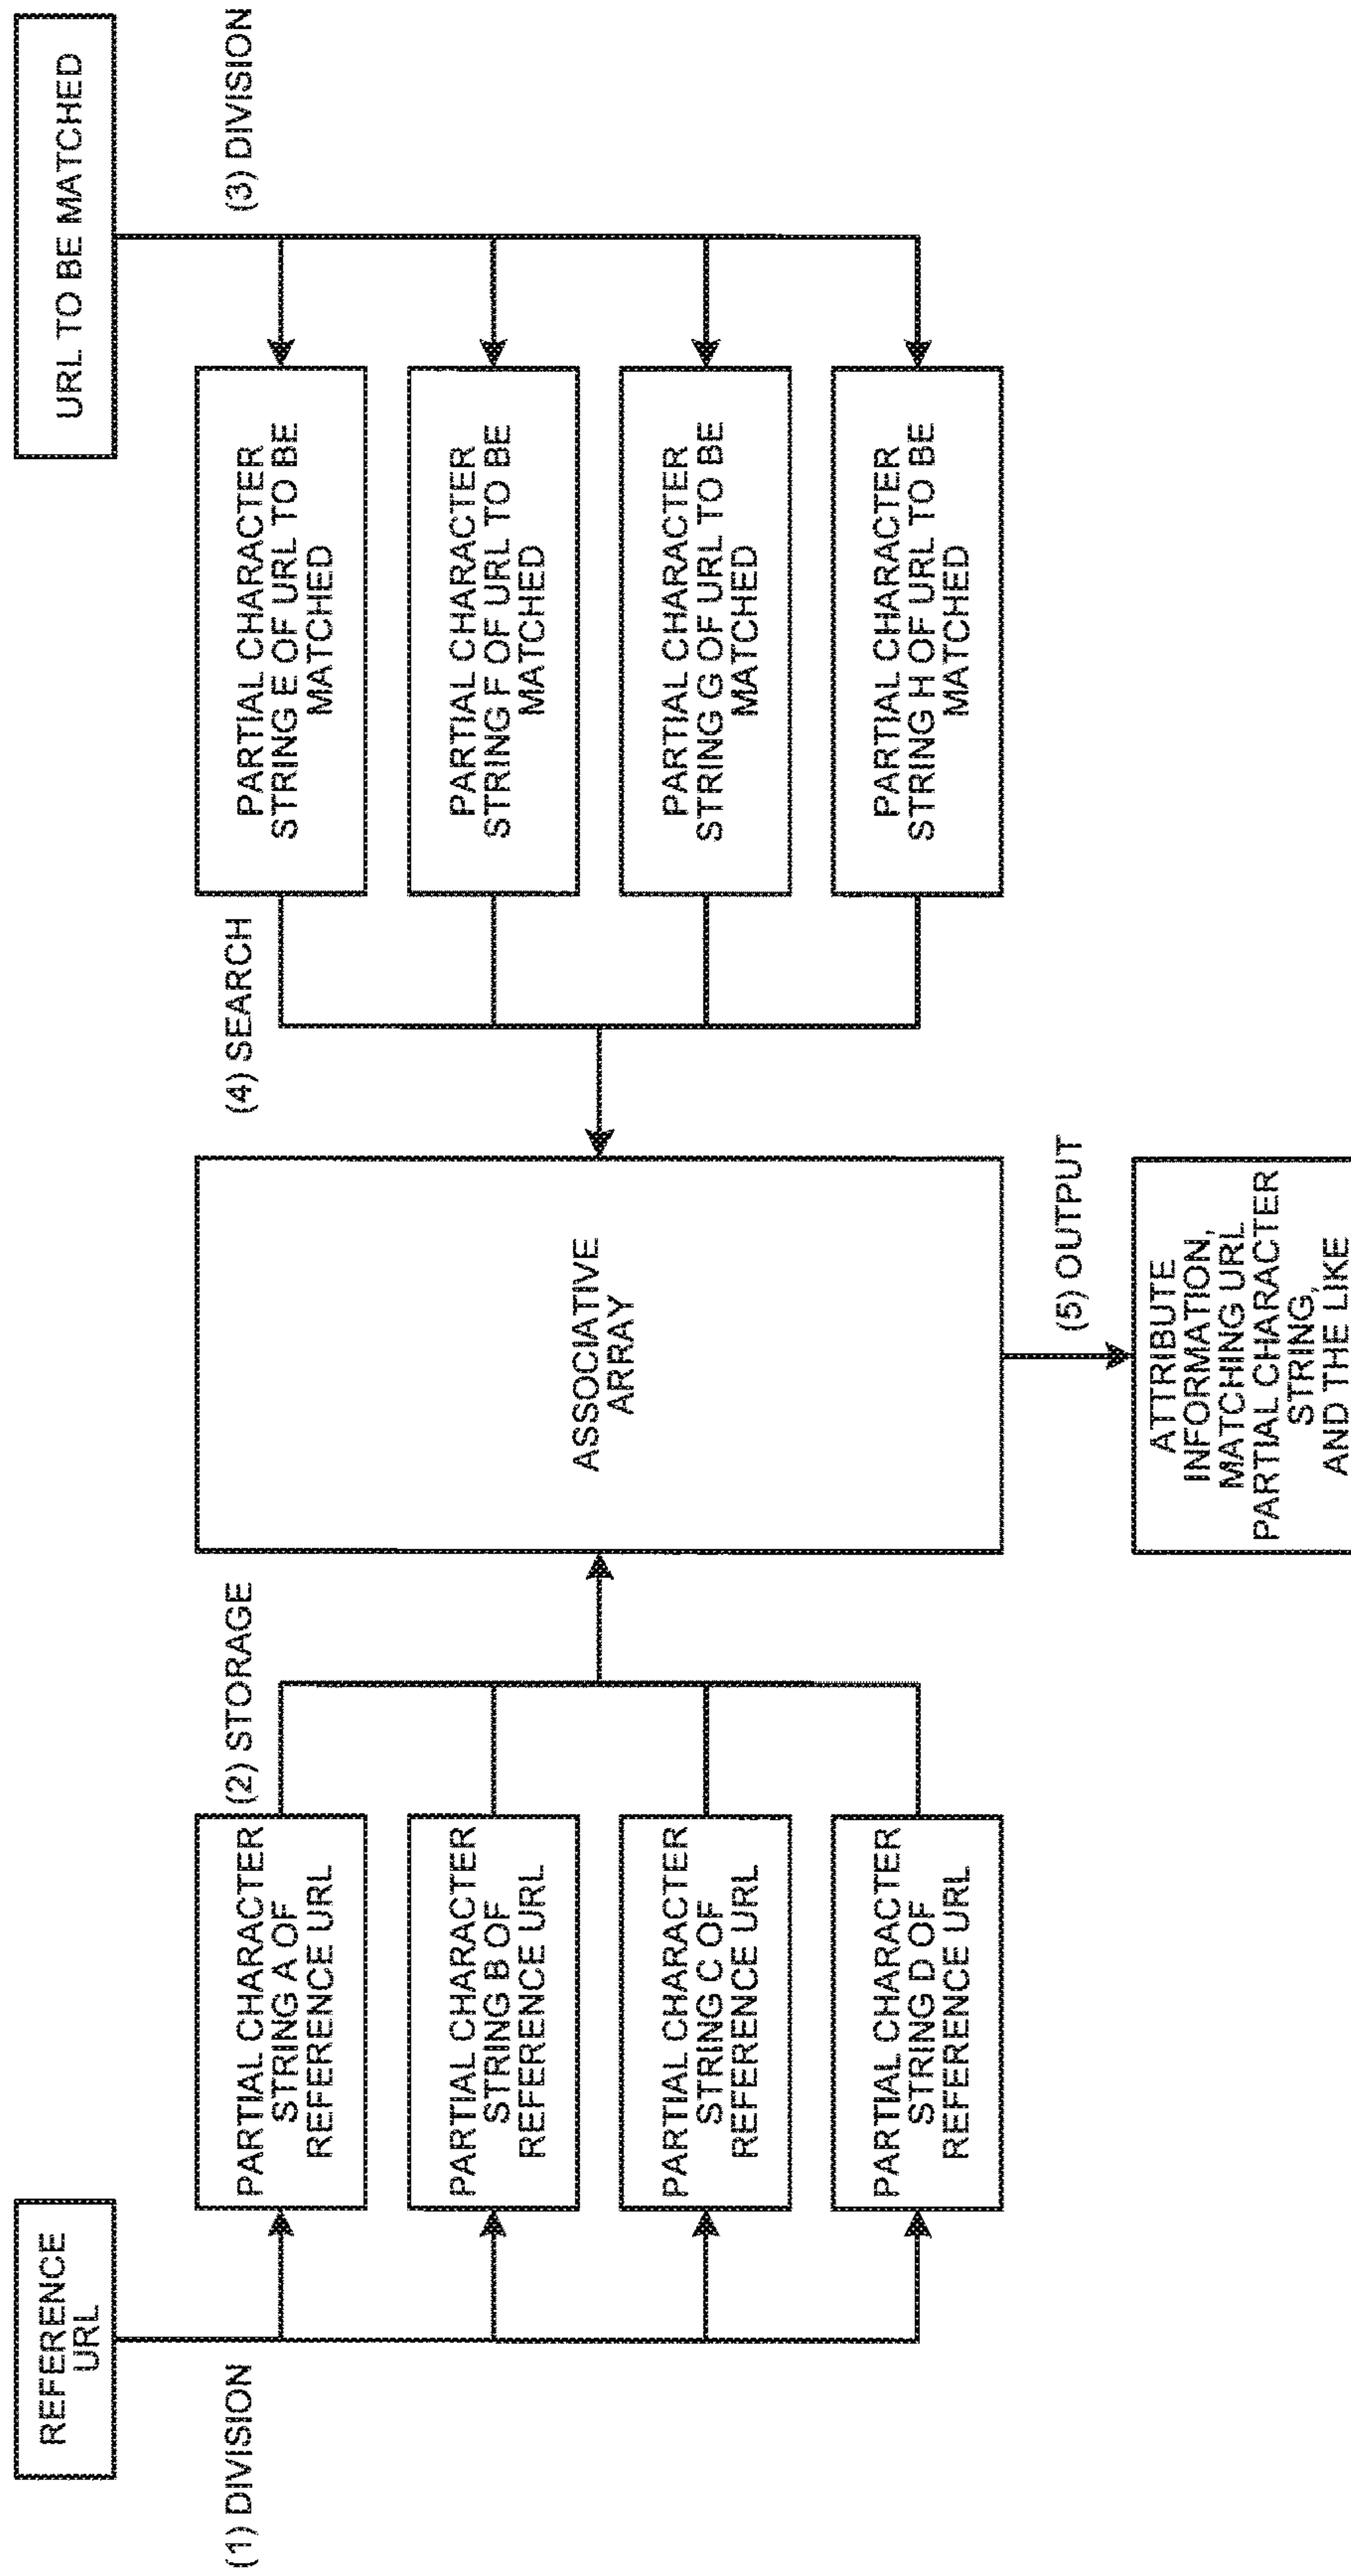 REFERENCE
URL
(1) DIVISION
PARTIAL CHARACTER
STRING A OF
REFERENCE URL
PARTIAL CHARACTER
STRING B OF
REFERENCE URL
PARTIAL CHARACTER
STRING C OF
REFERENCE URL
PARTIAL CHARACTER
STRING D OF
REFERENCE URL
(2) STORAGE
ASSOCIATIVE
ARRAY
URL TO BE MATCHED
(3) DIVISION
PARTIAL CHARACTER
STRING E OF URL TO BE
MATCHED
PARTIAL CHARACTER
STRING F OF URL TO BE
MATCHED
PARTIAL CHARACTER
STRING G OF URL TO BE
MATCHED
PARTIAL CHARACTER
STRING H OF URL TO BE
MATCHED
(4) SEARCH
(5) OUTPUT
ATTRIBUTE
INFORMATION,
MATCHING URL
PARTIAL CHARACTER
STRING,
AND THE LIKE